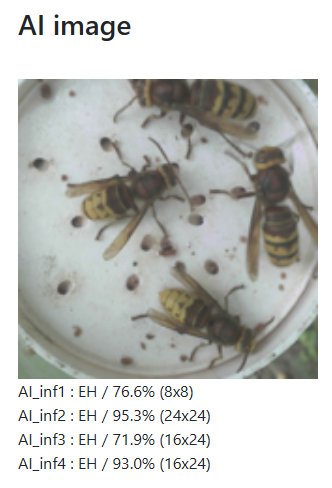 AI image
AI_inf1 : EH / 76.6% (8x8)
AI_inf2 : EH / 95.3% (24x24)
AI_inf3 : EH / 71.9% (16x24)
AI_inf4 : EH / 93.0% (16x24)